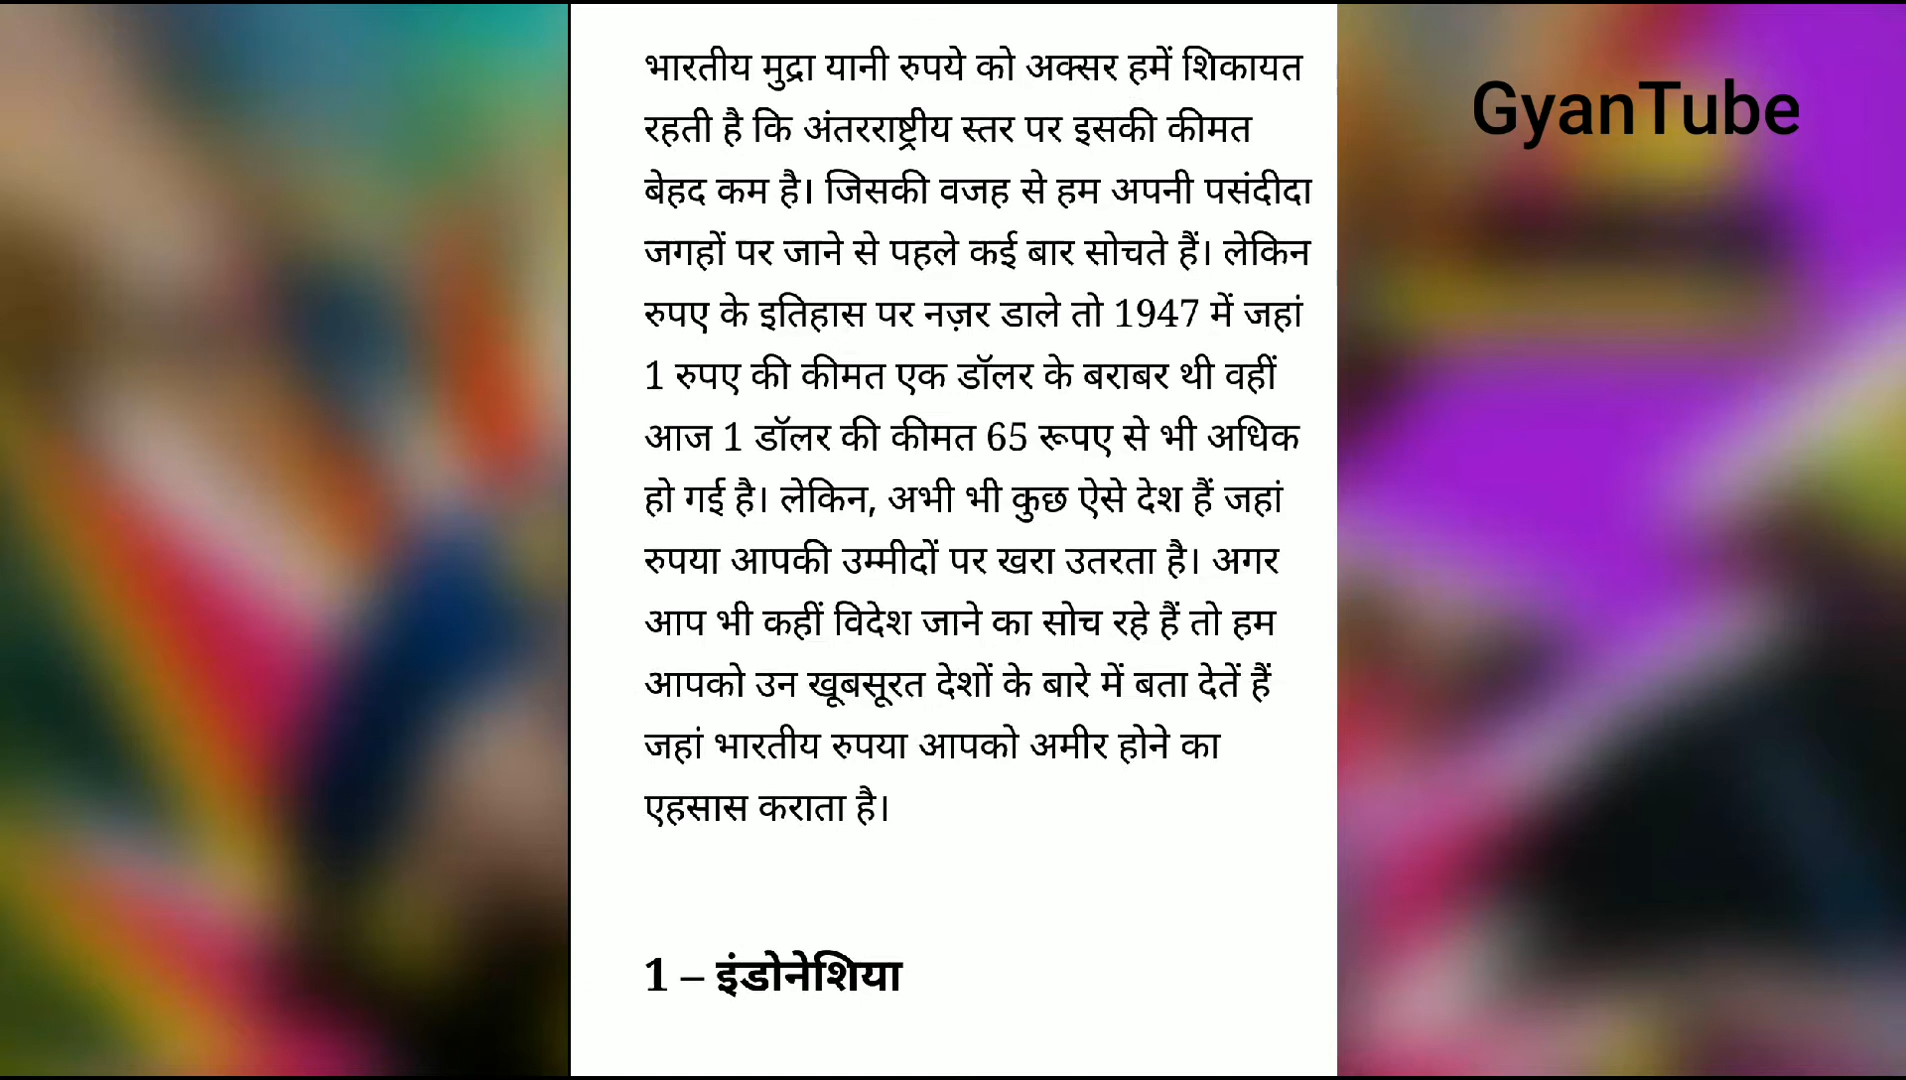 भारतीय मुद्रा यानी रुपये को अक्सर हमें शिकायत
रहती है कि अंतरराष्ट्रीय स्तर पर इसकी कीमत
बेहद कम है। जिसकी वजह से हम अपनी पसंदीदा
जगहों पर जाने से पहले कई बार सोचते हैं। लेकिन
रुपए के इतिहास पर नज़र डाले तो 1947 में जहां
1 रुपए की कीमत एक डॉलर के बराबर थी वहीं
आज 1 डॉलर की कीमत 65 रूपए से भी अधिक
हो गई है। लेकिन, अभी भी कुछ ऐसे देश हैं जहां
रुपया आपकी उम्मीदों पर खरा उतरता है। अगर
आप भी कहीं विदेश जाने का सोच रहे हैं तो हम
आपको उन खूबसूरत देशों के बारे में बता देतें हैं
जहां भारतीय रुपया आपको अमीर होने का
एहसास कराता है।
1 – इंडोनेशिया
GyanTube